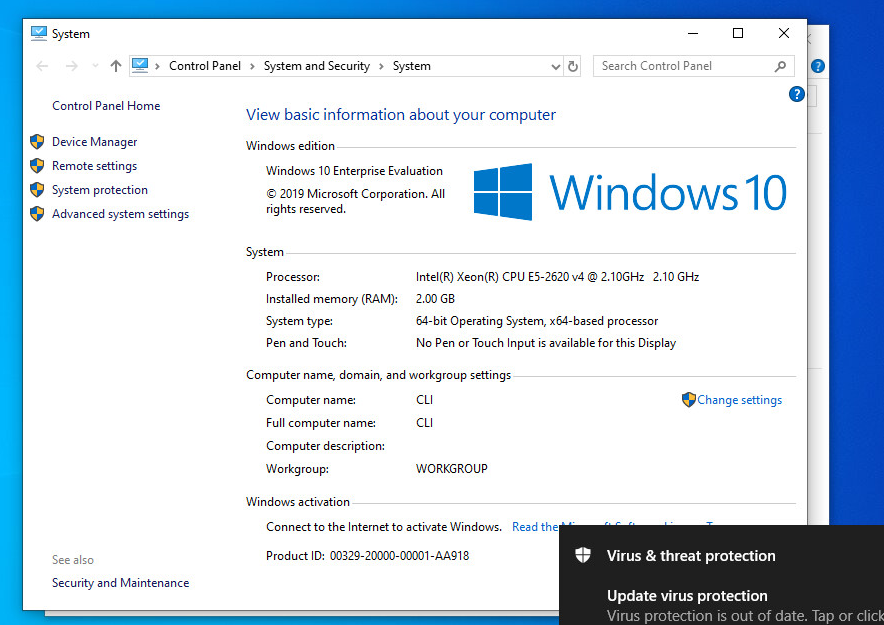 System
Control Panel > System and Security > System
Search Control Panel
Control Panel Home
Device Manager
Remote settings
System protection
Advanced system settings
View basic information about your computer
Windows edition
Windows 10 Enterprise Evaluation
© 2019 Microsoft Corporation. All
rights reserved.
Windows 10
System
Processor: Intel(R) Xeon(R) CPU E5-2620 v4 @ 2.10GHz 2.10 GHz
Installed memory (RAM): 2.00 GB
System type: 64-bit Operating System, x64-based processor
Pen and Touch: No Pen or Touch Input is available for this Display
Computer name, domain, and workgroup settings
Computer name: CLI
Change settings
Full computer name: CLI
Computer description:
Workgroup: WORKGROUP
Windows activation
Connect to the Internet to activate Windows. Read the
Product ID: 00329-20000-00001-AA918
See also
Security and Maintenance
Virus & threat protection
Update virus protection
Virus protection is out of date. Tap or click